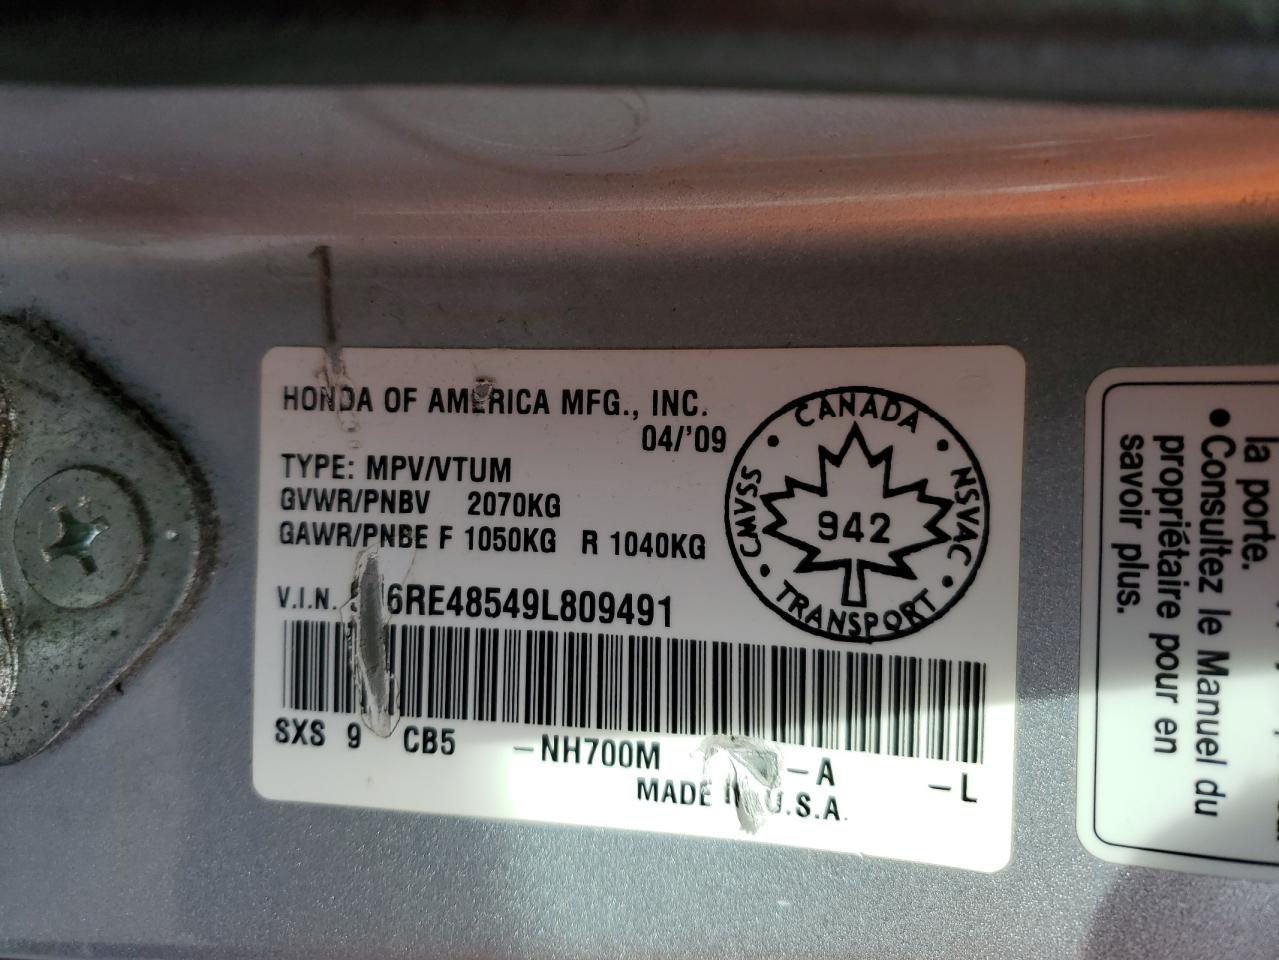 HONDA OF AMERICA MFG., INC.
04/'09
TYPE: MPV/VTUM
GVWR/PNBV 2070KG
GAWR/PNBE F 1050KG R 1040KG
V.I.N. 6RE48549L809491
SXS 9 CB5 -NH700M -A -L
MADE IN U.S.A.
CANADA
NSVAC
TRANSPORT
CMVSS
942
la porte.
• Consultez le Manuel du
propriétaire pour en
savoir plus.